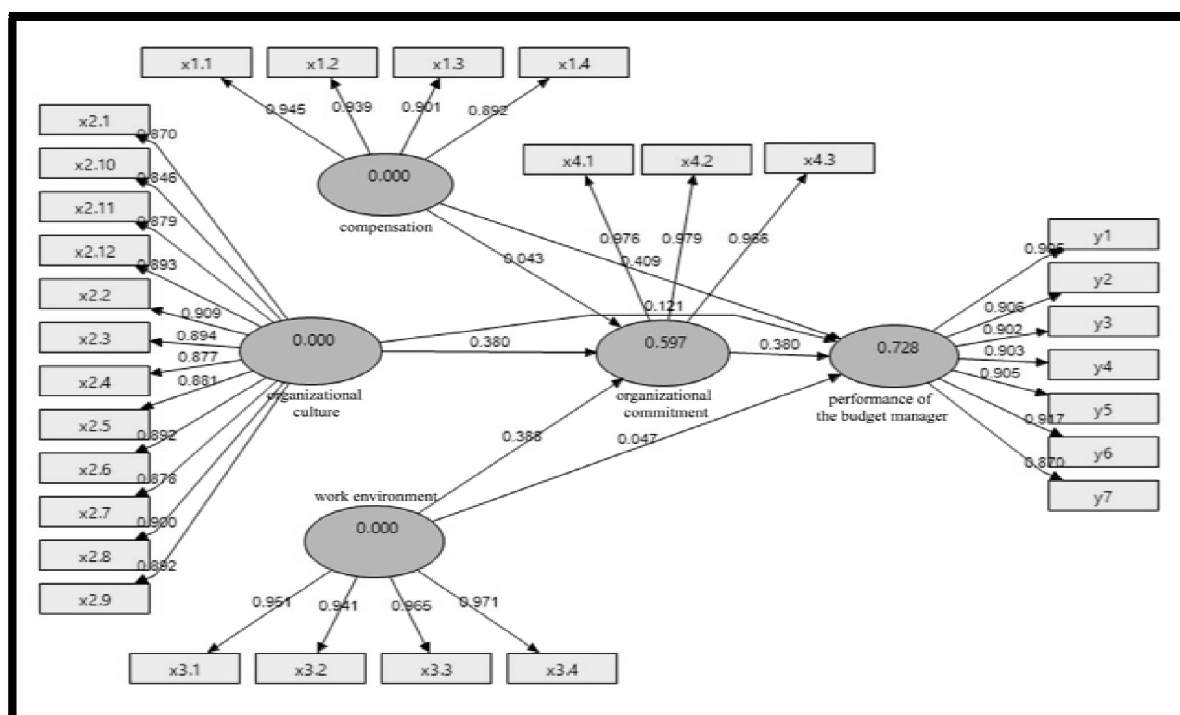 x1.1 x1.2 x1.3 x1.4
0.945 0.939 0.901 0.892
0.000
compensation
x2.1
x2.10
x2.11
x2.12
x2.2
x2.3
x2.4
x2.5
x2.6
x2.7
x2.8
x2.9
0.870
0.846
0.879
0.893
0.909
0.894
0.877
0.881
0.892
0.878
0.900
0.892
0.000
organizational
culture
x4.1 x4.2 x4.3
0.976 0.979 0.966
0.043
0.409
0.121
0.380
0.597
organizational
commitment
0.380
0.388
0.047
work environment
0.000
0.951 0.941 0.965 0.971
x3.1 x3.2 x3.3 x3.4
0.728
performance of
the budget manager
0.906
0.902
0.903
0.905
0.917
0.870
y1
y2
y3
y4
y5
y6
y7